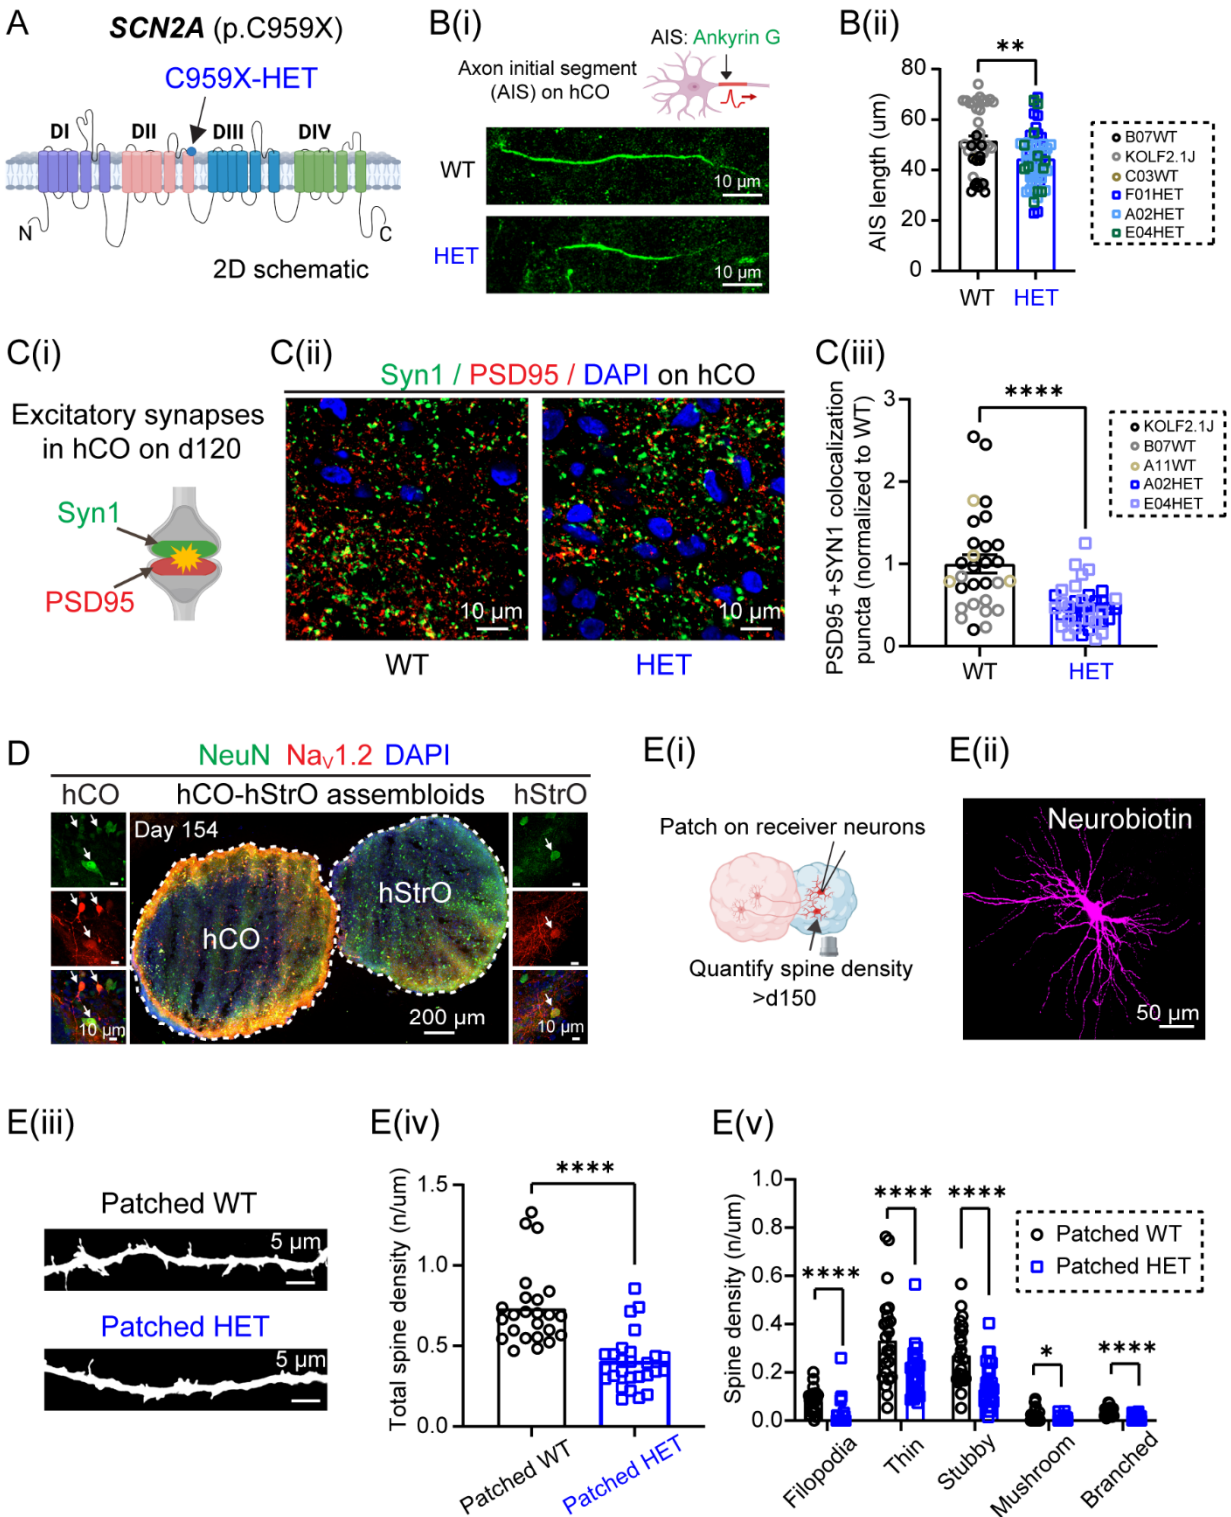 A
SCN2A (p.C959X)
C959X-HET
DI
DII
DIII
DIV
N
C
2D schematic
B(i)
AIS: Ankyrin G
Axon initial segment
(AIS) on hCO
WT
10 µm
HET
10 µm
B(ii)
**
AIS length (um)
80
60
40
20
0
WT
HET
B07WT
KOLF2.1J
C03WT
F01HET
A02HET
E04HET
C(i)
Excitatory synapses
in hCO on d120
Syn1
PSD95
C(ii)
Syn1 / PSD95 / DAPI on hCO
10 µm
10 µm
WT
HET
C(iii)
****
PSD95 +SYN1 colocalization
puncta (normalized to WT)
3
2
1
0
WT
HET
KOLF2.1J
B07WT
A11WT
A02HET
E04HET
D
NeuN NaV1.2 DAPI
hCO
hCO-hStrO assembloids
hStrO
Day 154
hCO
hStrO
10 µm
200 µm
10 µm
E(i)
Patch on receiver neurons
Quantify spine density
>d150
E(ii)
Neurobiotin
50 µm
E(iii)
Patched WT
5 µm
Patched HET
5 µm
E(iv)
****
Total spine density (n/um)
1.5
1.0
0.5
0.0
Patched WT
Patched HET
E(v)
Spine density (n/um)
1.0
0.8
0.6
0.4
0.2
0.0
****
****
****
*
****
Filopodia
Thin
Stubby
Mushroom
Branched
Patched WT
Patched HET